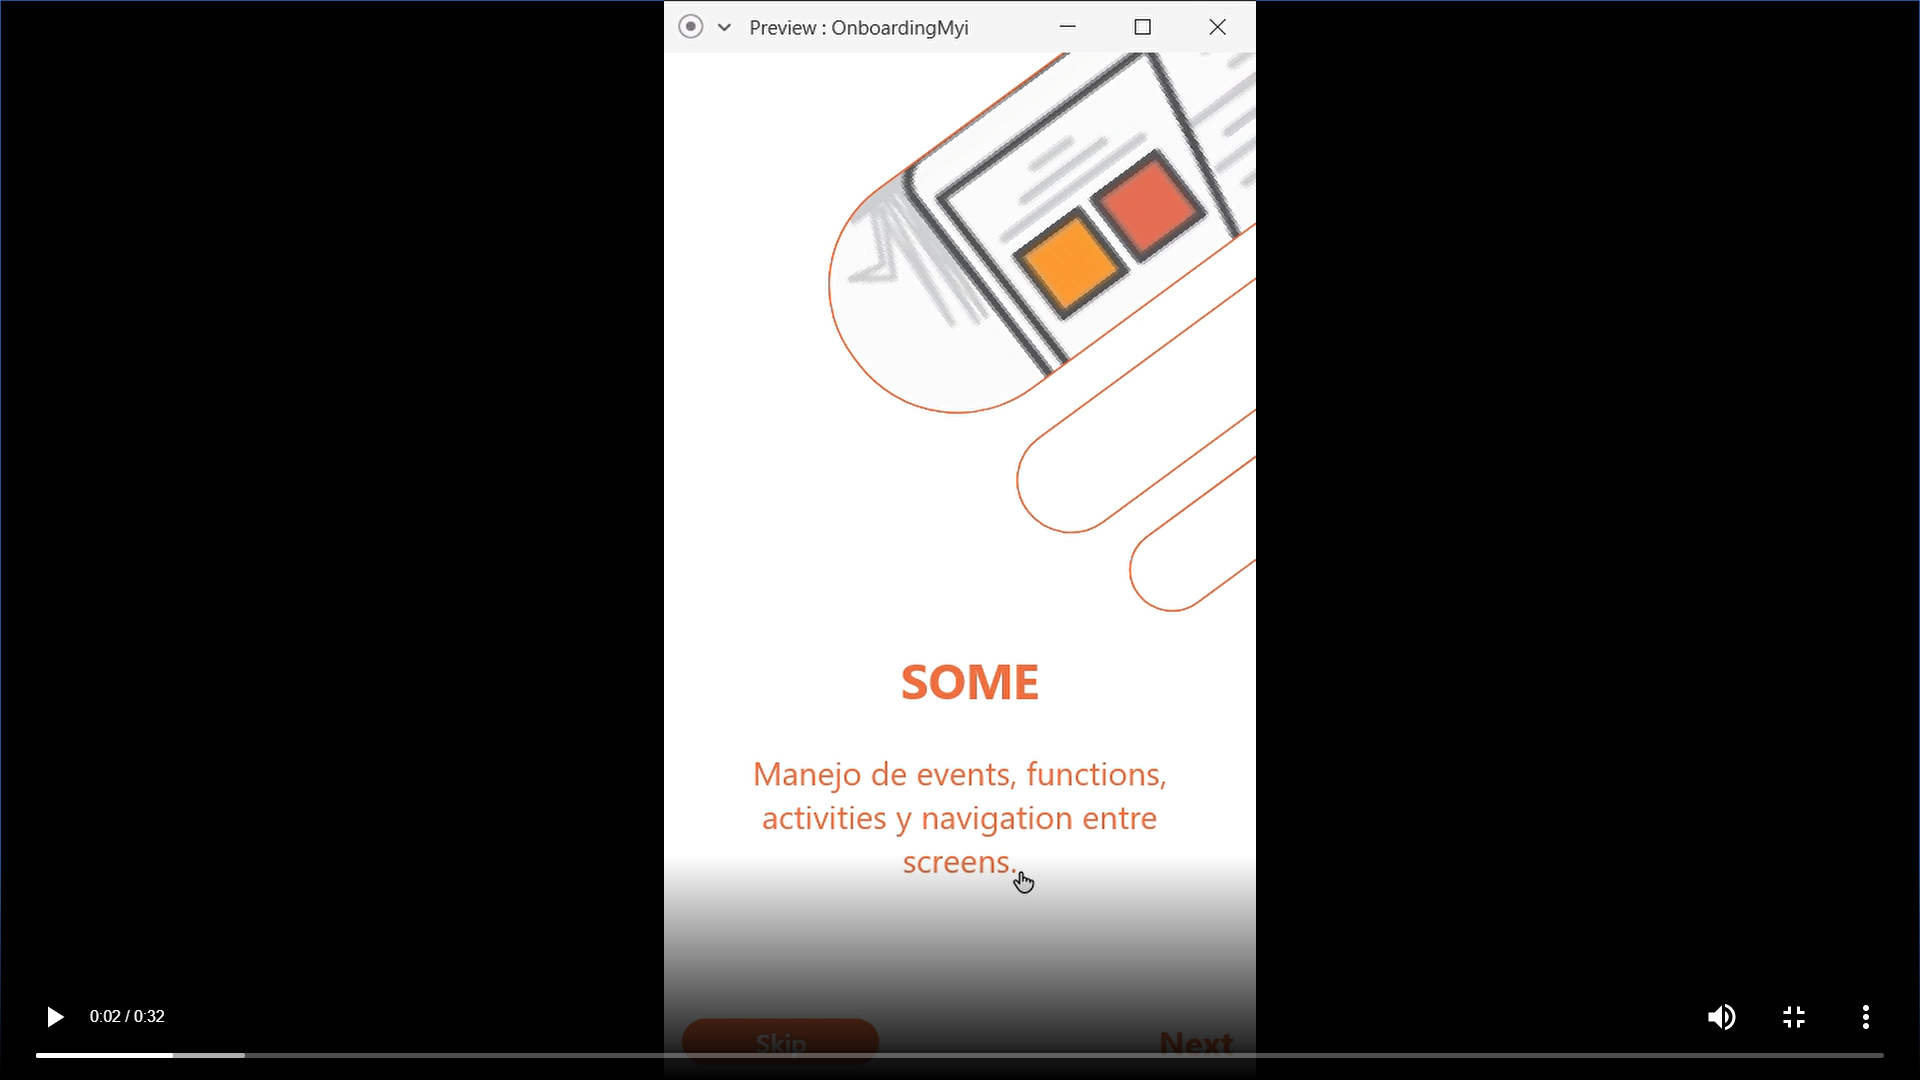 Preview : OnboardingMyi
SOME
Manejo de events, functions,
activities y navigation entre
screens.
0:02 / 0:32
Skip
Next